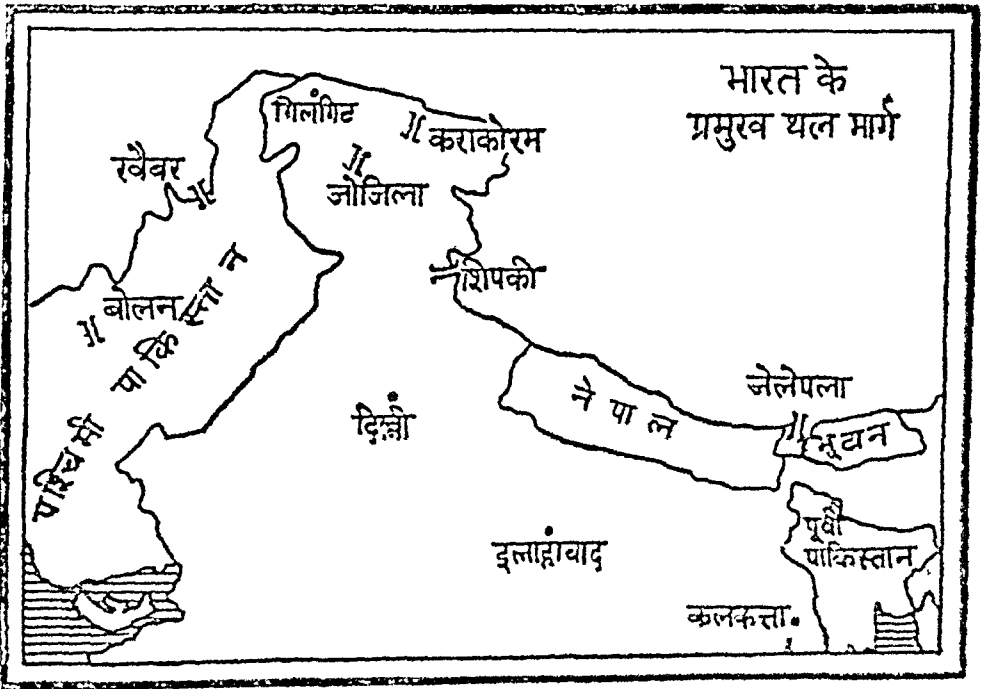 भारत के
प्रमुख थल मार्ग
गिलगिट
कराकोरम
खैबर
जोजिला
शिपकी
बोलन
पश्चिमी पाकिस्तान
नेपाल
जेलेपला
भूटान
दिल्ली
पूर्वी
पाकिस्तान
इलाहाबाद
कलकत्ता